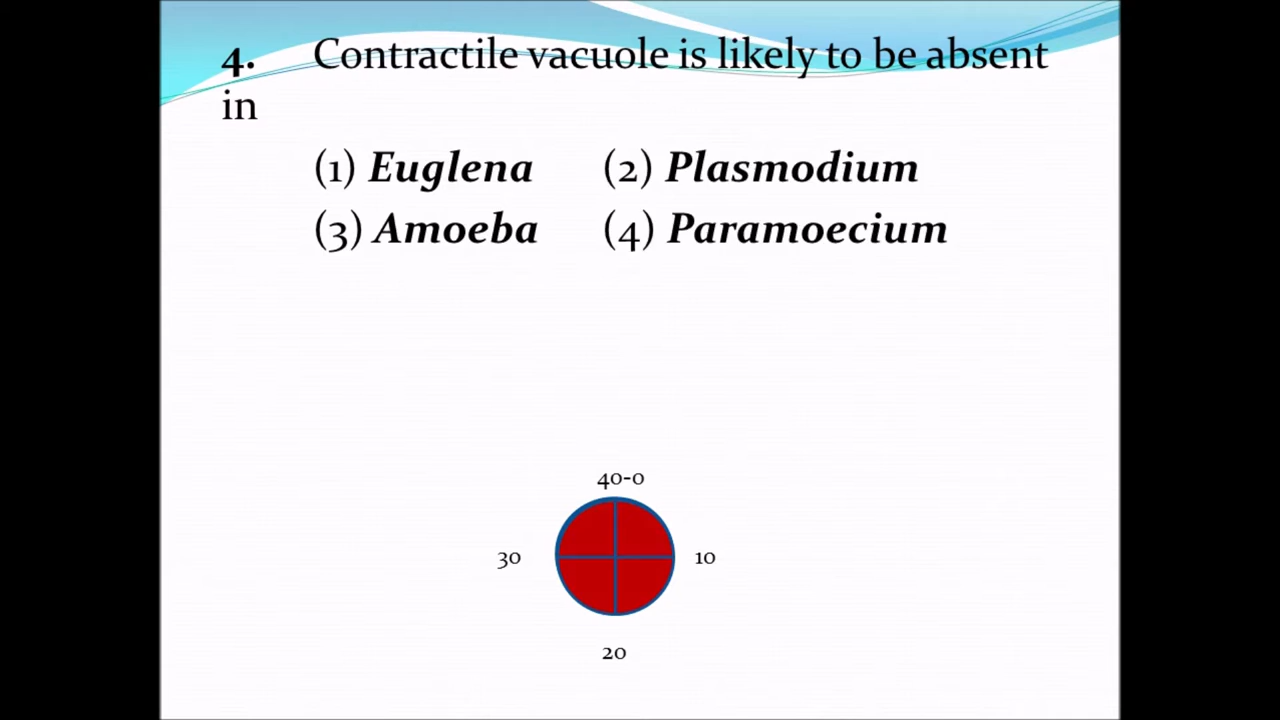 4. Contractile vacuole is likely to be absent
in
(1) Euglena (2) Plasmodium
(3) Amoeba (4) Paramoecium
40-0
30 10
20